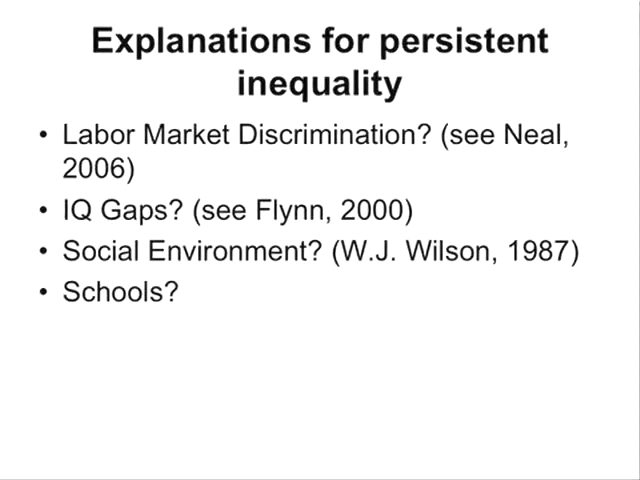 Explanations for persistent
inequality
• Labor Market Discrimination? (see Neal,
2006)
• IQ Gaps? (see Flynn, 2000)
• Social Environment? (W.J. Wilson, 1987)
• Schools?